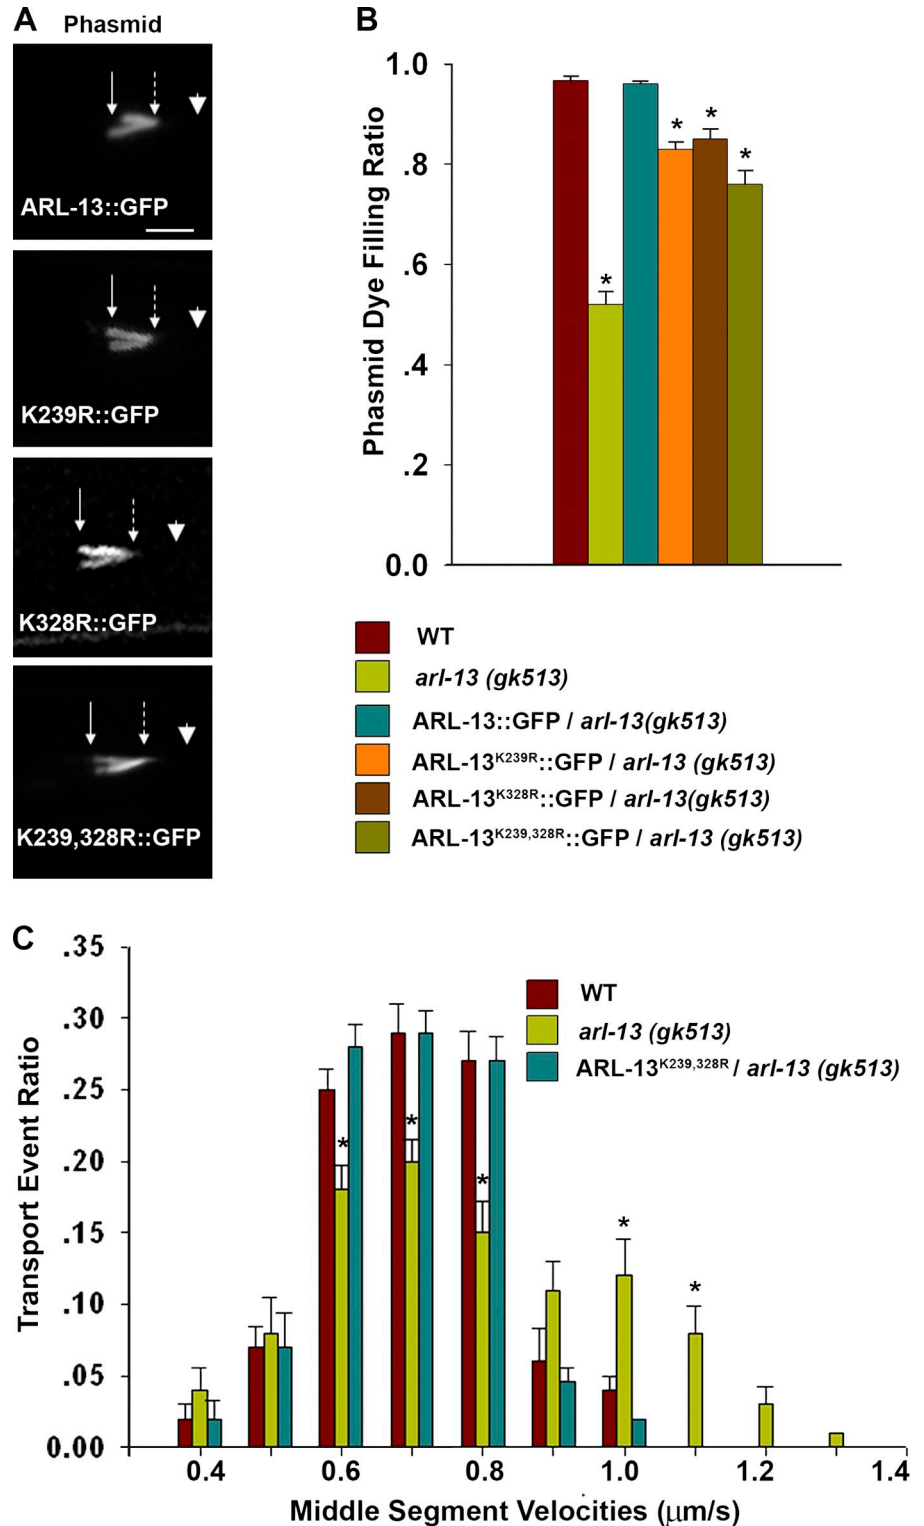 A
Phasmid
ARL-13::GFP
K239R::GFP
K328R::GFP
K239,328R::GFP
B
Phasmid Dye Filling Ratio
1.0
.8
.6
.4
.2
0.0
*
*
*
*
WT
arl-13 (gk513)
ARL-13::GFP / arl-13(gk513)
ARL-13K239R::GFP / arl-13 (gk513)
ARL-13K328R::GFP / arl-13(gk513)
ARL-13K239,328R::GFP / arl-13 (gk513)
C
Transport Event Ratio
.35
.30
.25
.20
.15
.10
.05
0.00
*
*
*
*
*
WT
arl-13 (gk513)
ARL-13K239,328R / arl-13 (gk513)
0.4 0.6 0.8 1.0 1.2 1.4
Middle Segment Velocities (μm/s)